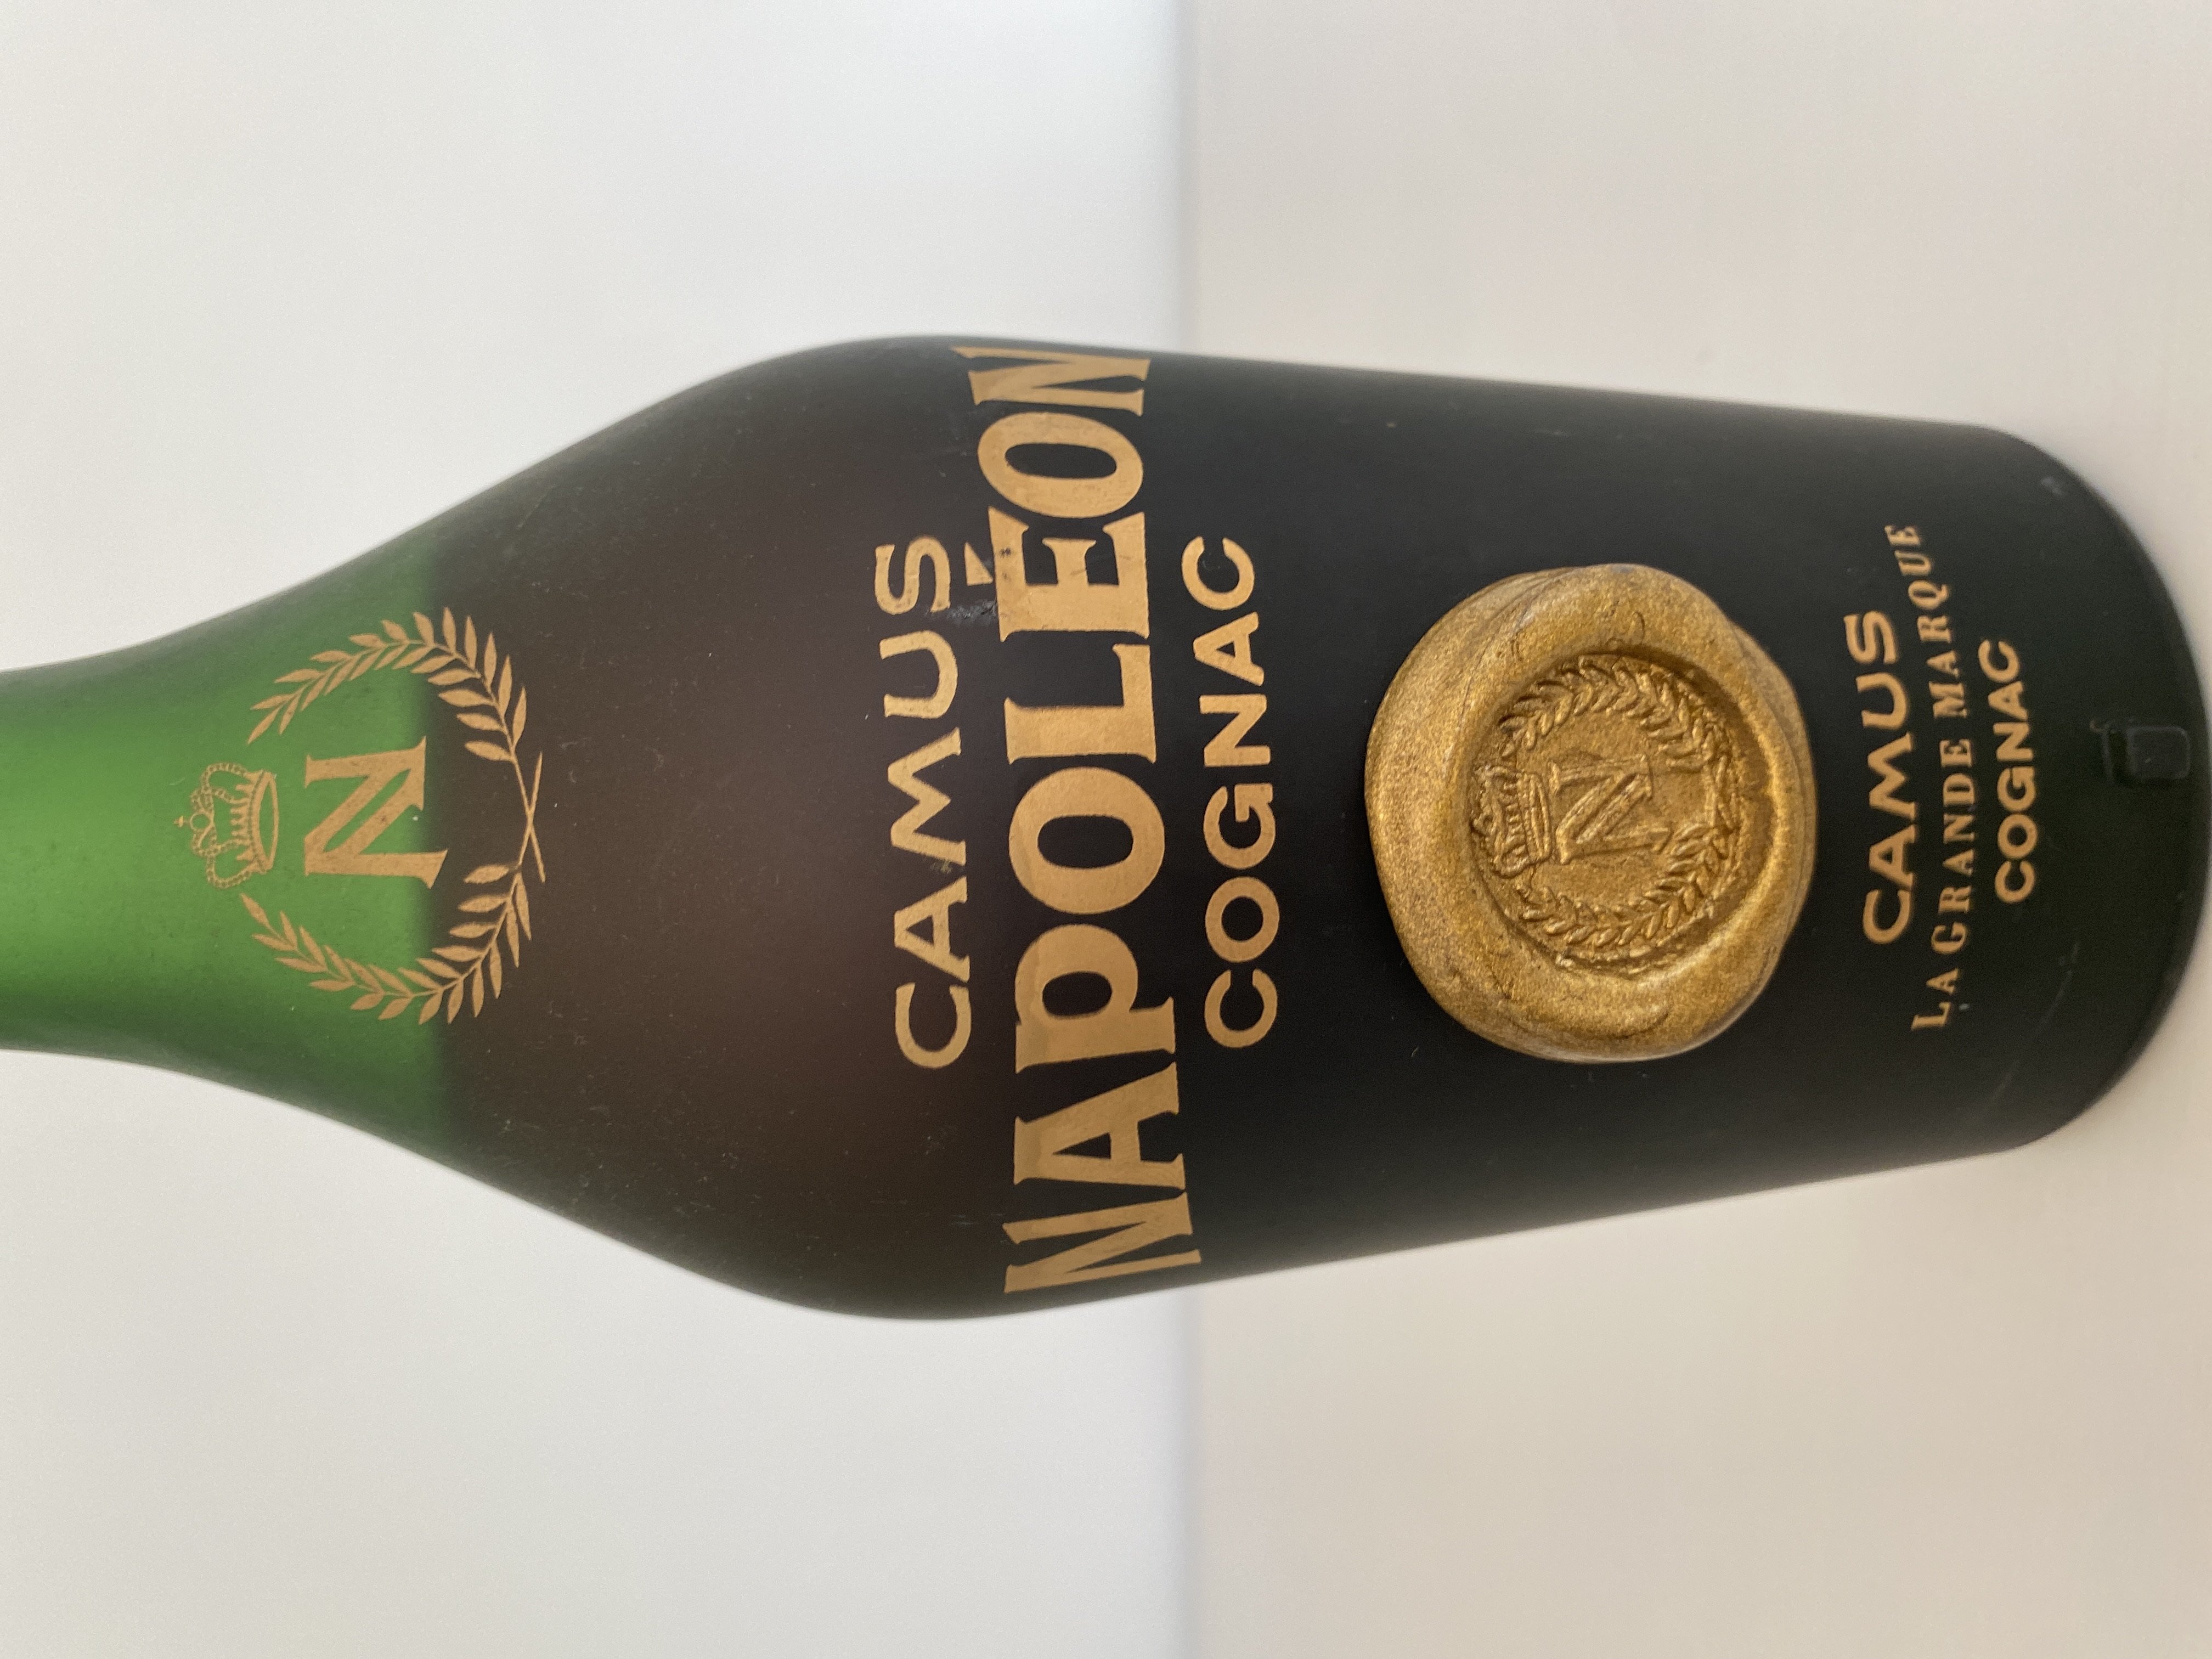 N
CAMUS
NAPOLÉON
COGNAC
N
CAMUS
LA GRANDE MARQUE
COGNAC